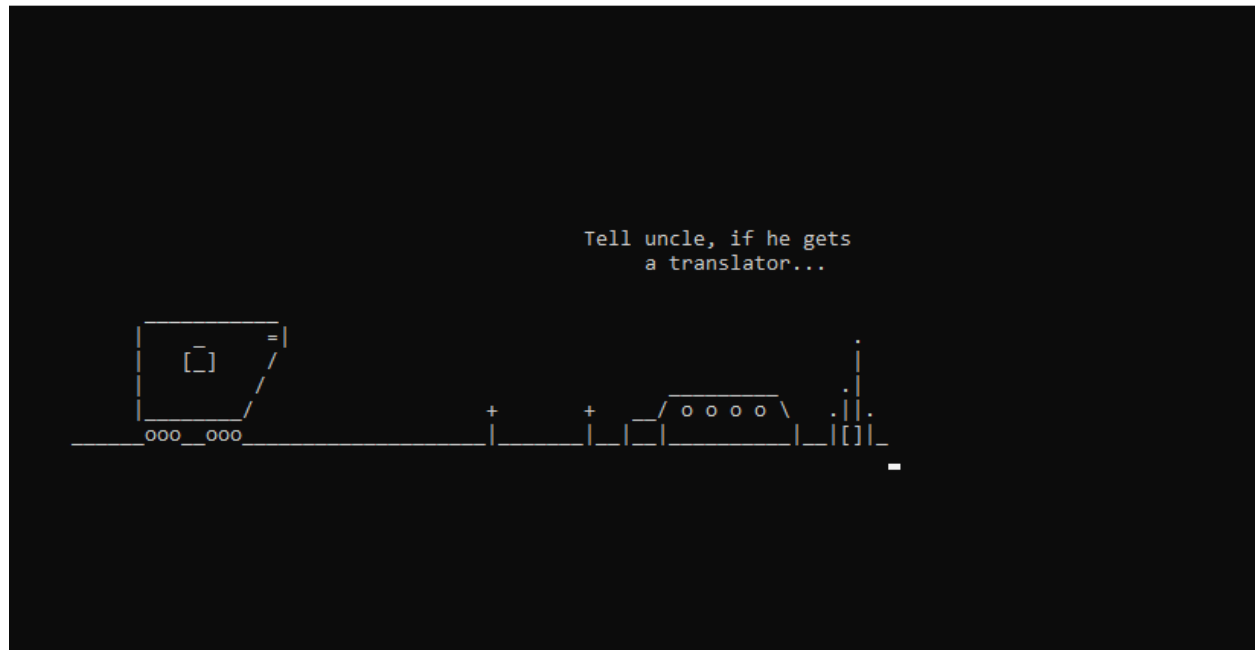 Tell uncle, if he gets
a translator...